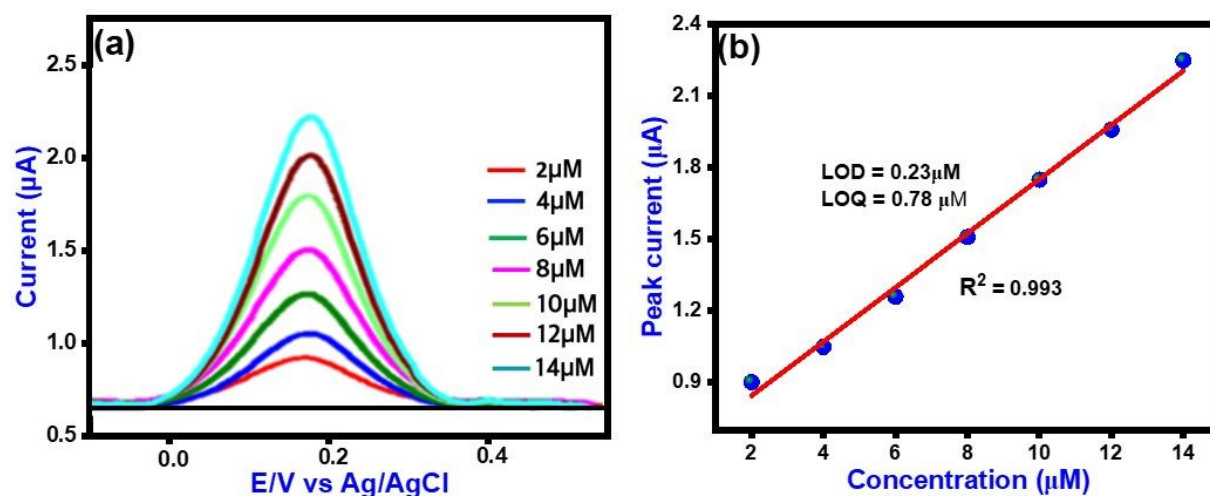 (a)
Current (µA)
2.5
2.0
1.5
1.0
0.5
0.0
0.2
0.4
E/V vs Ag/AgCl
2µM
4µM
6µM
8µM
10µM
12µM
14µM
(b)
Peak current (µA)
2.4
2.1
1.8
1.5
1.2
0.9
LOD = 0.23µM
LOQ = 0.78 µM
R² = 0.993
2
4
6
8
10
12
14
Concentration (µM)